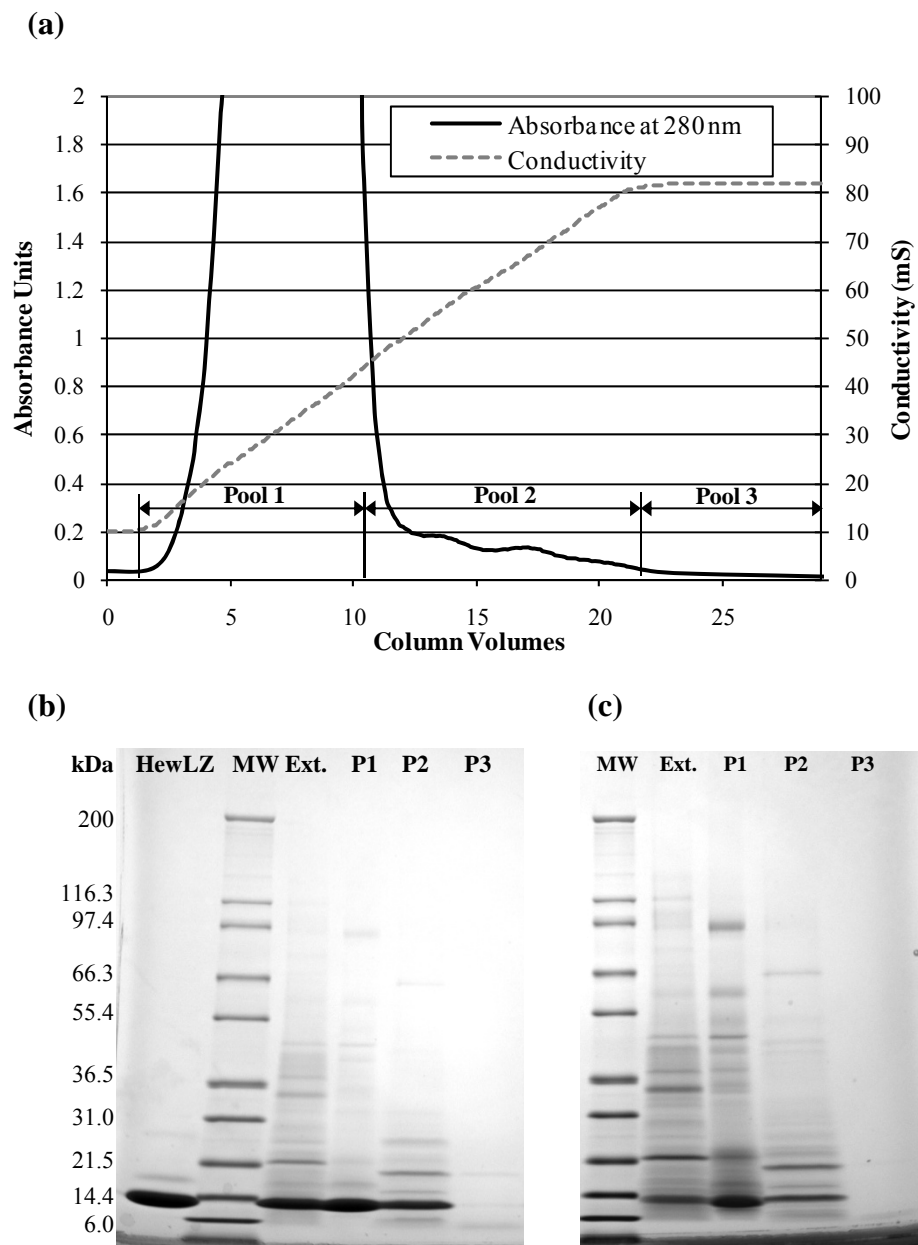 (a)
2
1.8
1.6
1.4
1.2
1
0.8
0.6
0.4
0.2
0
Absorbance Units
100
90
80
70
60
50
40
30
20
10
0
Conductivity (mS)
Absorbance at 280 nm
Conductivity
Pool 1
Pool 2
Pool 3
0 5 10 15 20 25
Column Volumes
(b)
kDa HewLZ MW Ext. P1 P2 P3
200
116.3
97.4
66.3
55.4
36.5
31.0
21.5
14.4
6.0
(c)
MW Ext. P1 P2 P3